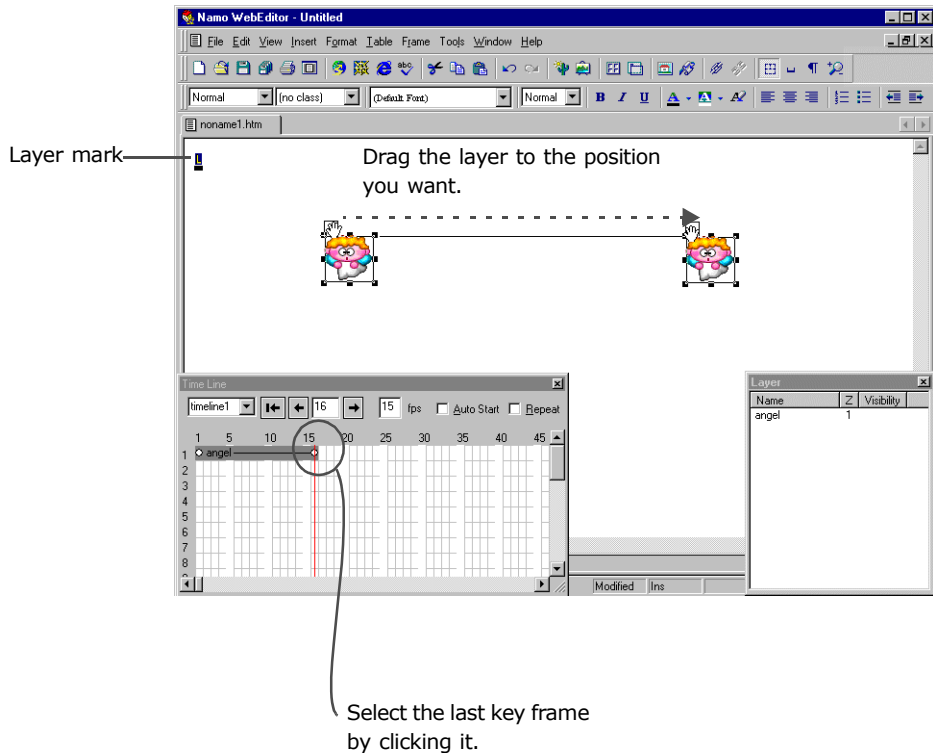 Namo WebEditor - Untitled
File Edit View Insert Format Table Frame Tools Window Help
abc
Normal (no class) (Default Font) Normal B I U A A A
noname1.htm
Layer mark
L
Drag the layer to the position
you want.
Time Line
timeline1 16 15 fps Auto Start Repeat
1 5 10 15 20 25 30 35 40 45
1 angel
2
3
4
5
6
7
8
Layer
Name Z Visibility
angel 1
Modified Ins
Select the last key frame
by clicking it.